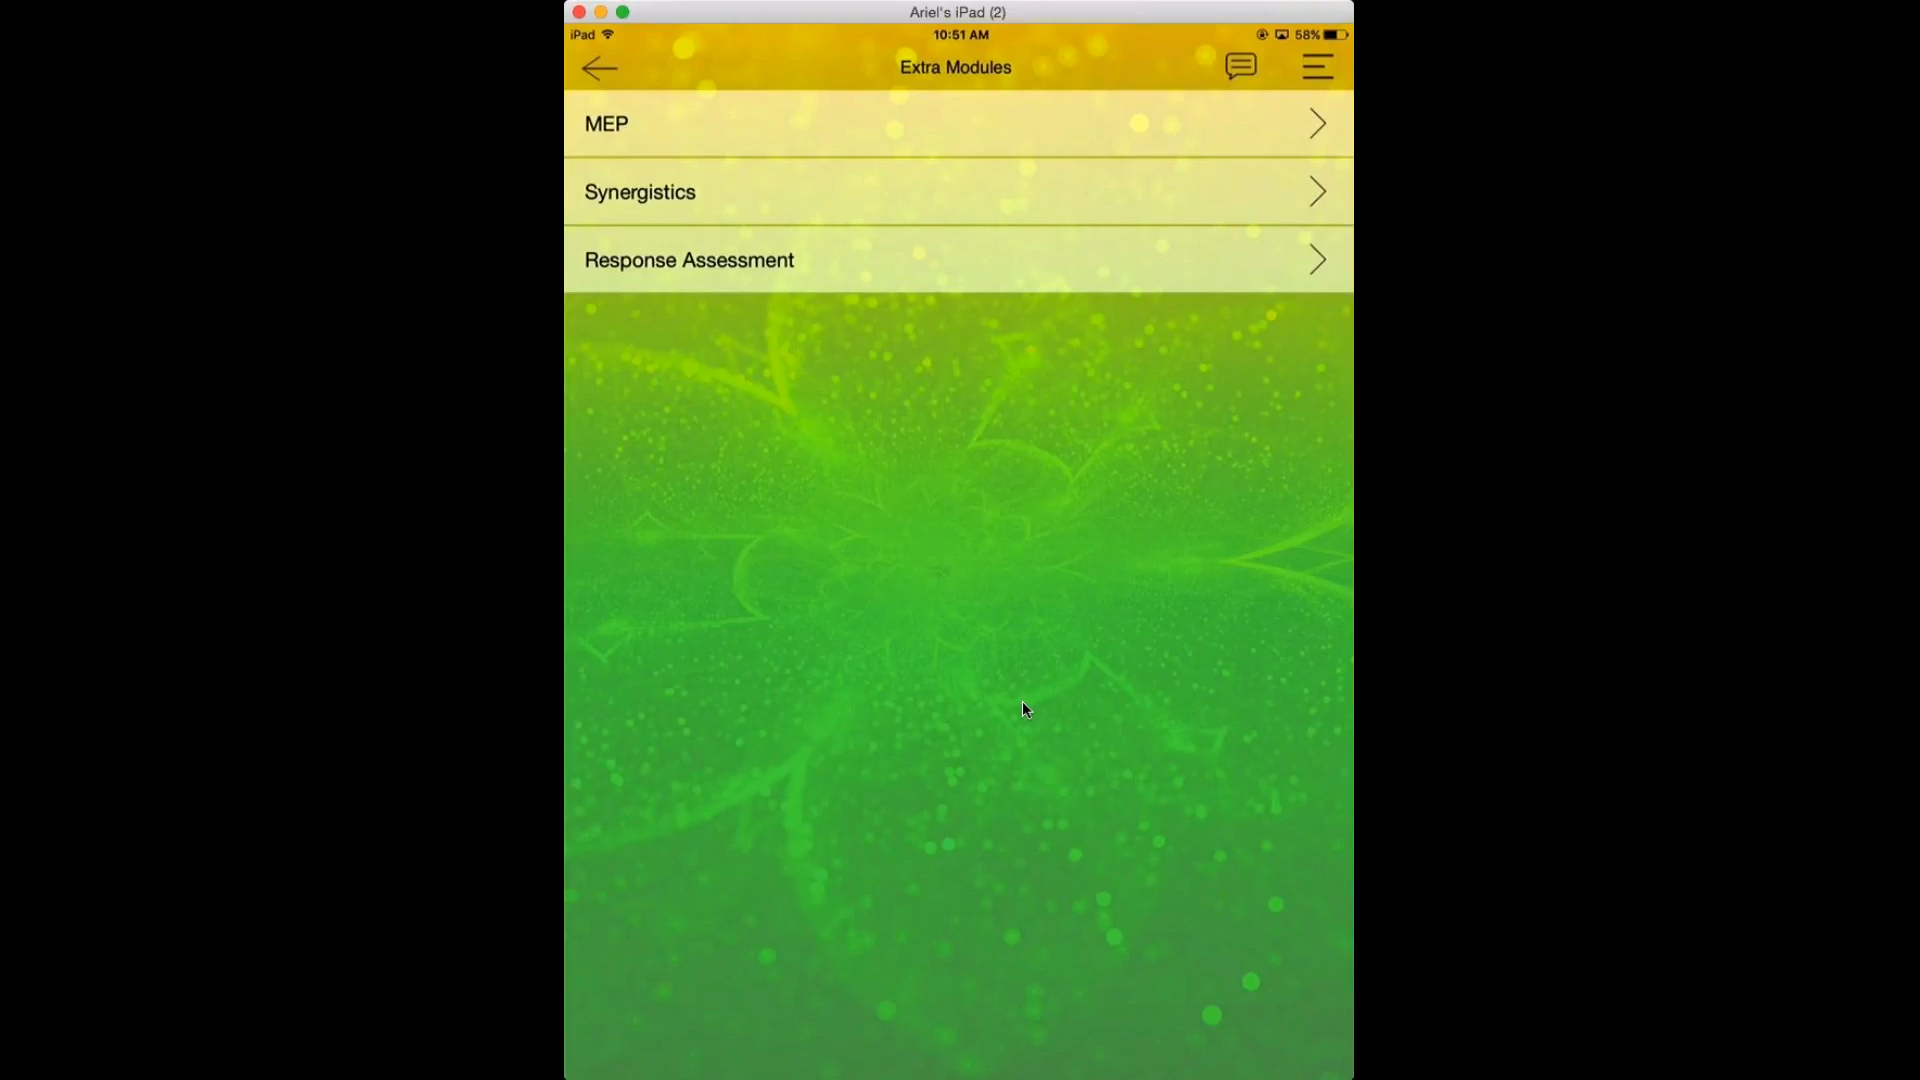 Ariel's iPad (2)
iPad 10:51 AM 58%
Extra Modules
MEP
Synergistics
Response Assessment